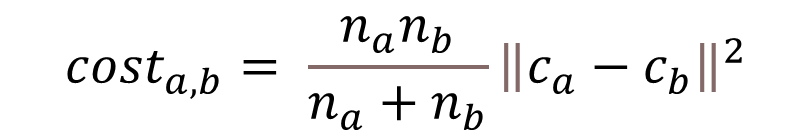 cost_{a,b} = \frac{n_a n_b}{n_a + n_b} \|c_a - c_b\|^2